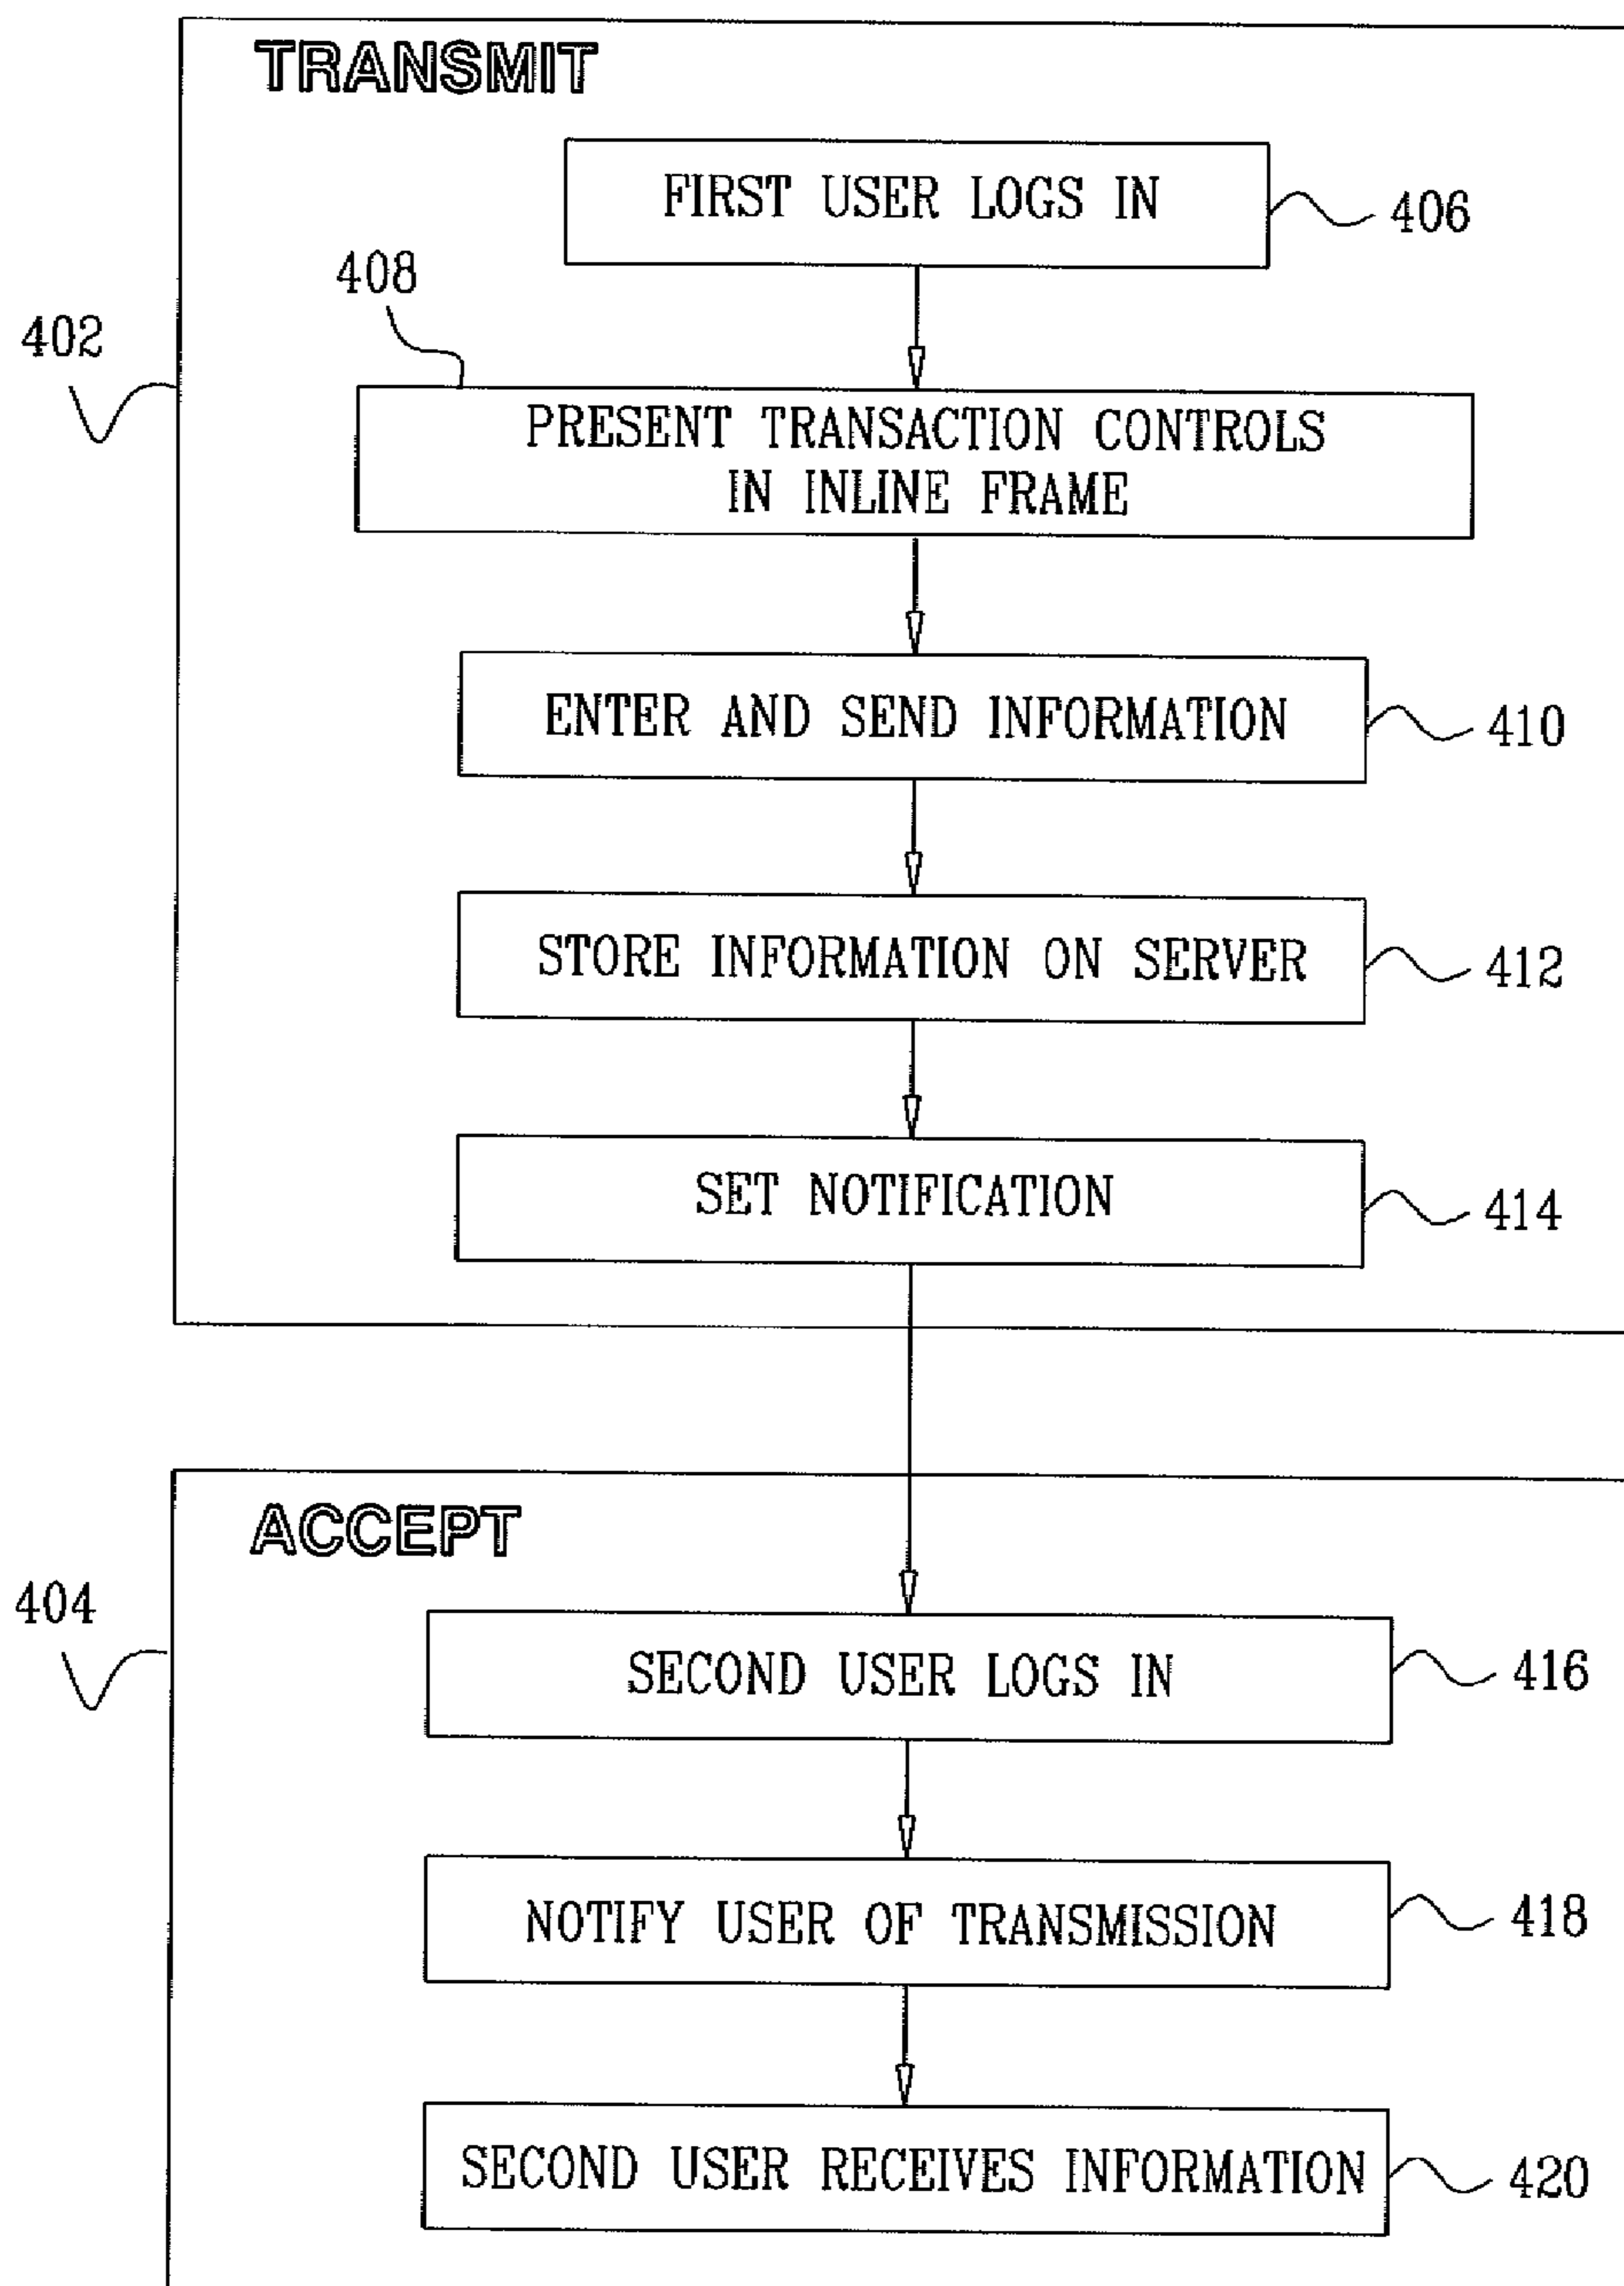 TRANSMIT
FIRST USER LOGS IN
406
408
402
PRESENT TRANSACTION CONTROLS
IN INLINE FRAME
ENTER AND SEND INFORMATION
410
STORE INFORMATION ON SERVER
412
SET NOTIFICATION
414
ACCEPT
404
SECOND USER LOGS IN
416
NOTIFY USER OF TRANSMISSION
418
SECOND USER RECEIVES INFORMATION
420